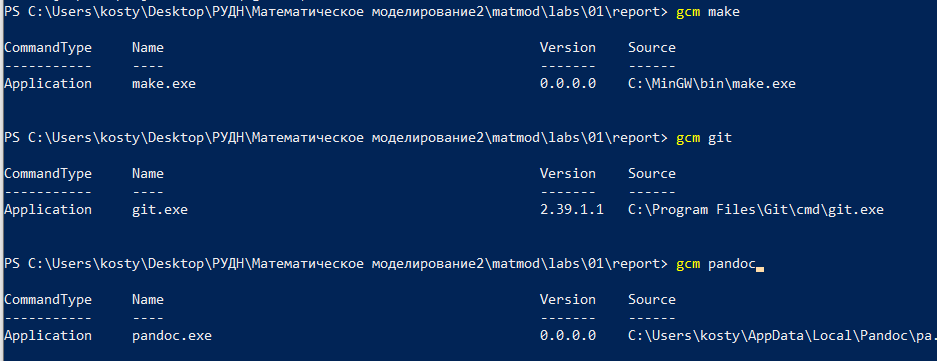 PS C:\Users\kosty\Desktop\РУДН\Математическое моделирование2\matmod\labs\01\report> gcm make
CommandType     Name                                               Version    Source
-----------     ----                                               -------    ------
Application     make.exe                                           0.0.0.0    C:\MinGW\bin\make.exe
PS C:\Users\kosty\Desktop\РУДН\Математическое моделирование2\matmod\labs\01\report> gcm git
CommandType     Name                                               Version    Source
-----------     ----                                               -------    ------
Application     git.exe                                            2.39.1.1   C:\Program Files\Git\cmd\git.exe
PS C:\Users\kosty\Desktop\РУДН\Математическое моделирование2\matmod\labs\01\report> gcm pandoc
CommandType     Name                                               Version    Source
-----------     ----                                               -------    ------
Application     pandoc.exe                                         0.0.0.0    C:\Users\kosty\AppData\Local\Pandoc\pa.